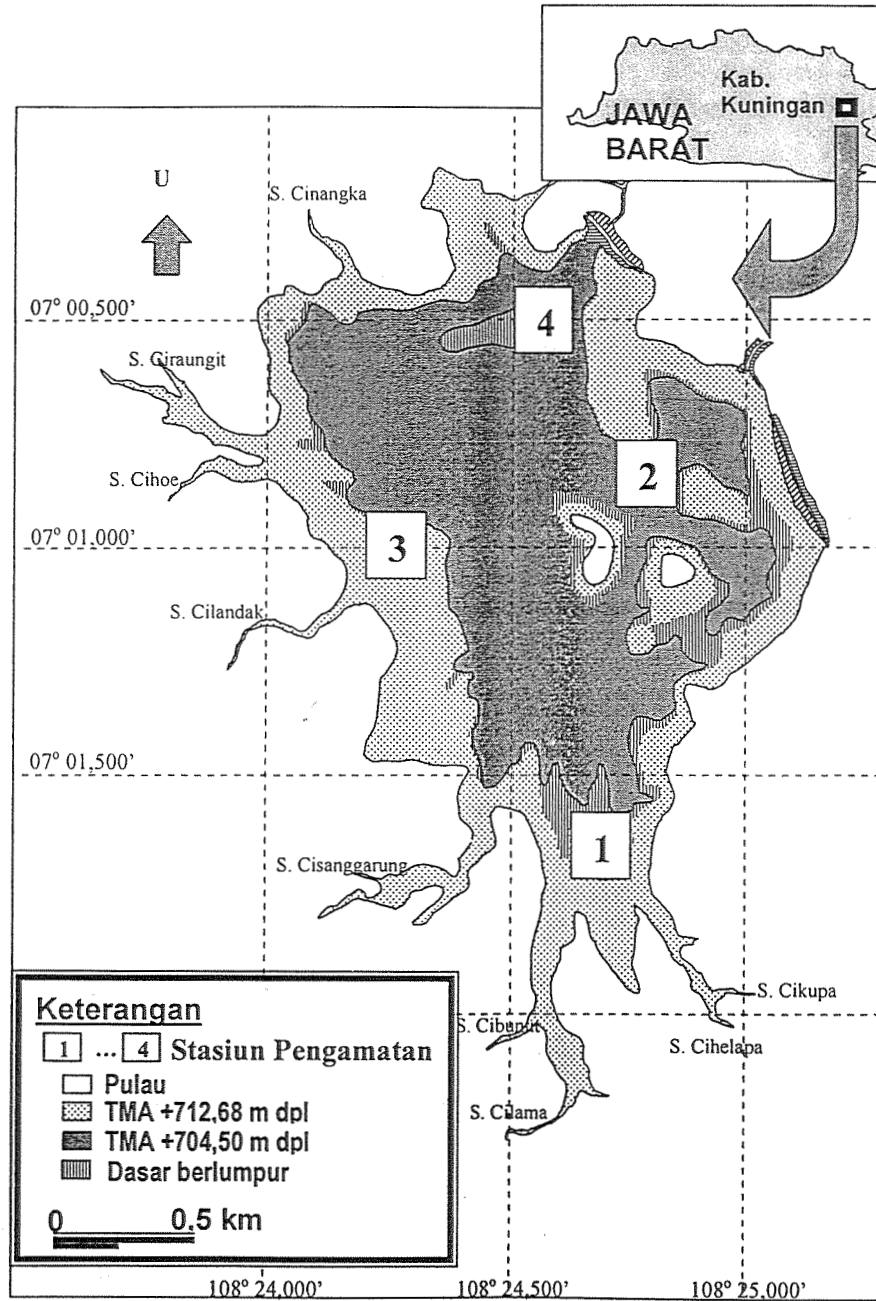 Kab.
Kuningan
JAWA
BARAT
U
S. Cinangka
07° 00,500'
4
S. Ciraungit
2
S. Cihoe
07° 01,000'
3
S. Cilandak
07° 01,500'
1
S. Cisanggarung
Keterangan
1 ... 4 Stasiun Pengamatan
Pulau
TMA +712,68 m dpl
TMA +704,50 m dpl
Dasar berlumpur
0 0,5 km
S. Cikupa
S. Cibunut
S. Cihelapa
S. Cilama
108° 24,000'
108° 24,500'
108° 25,000'